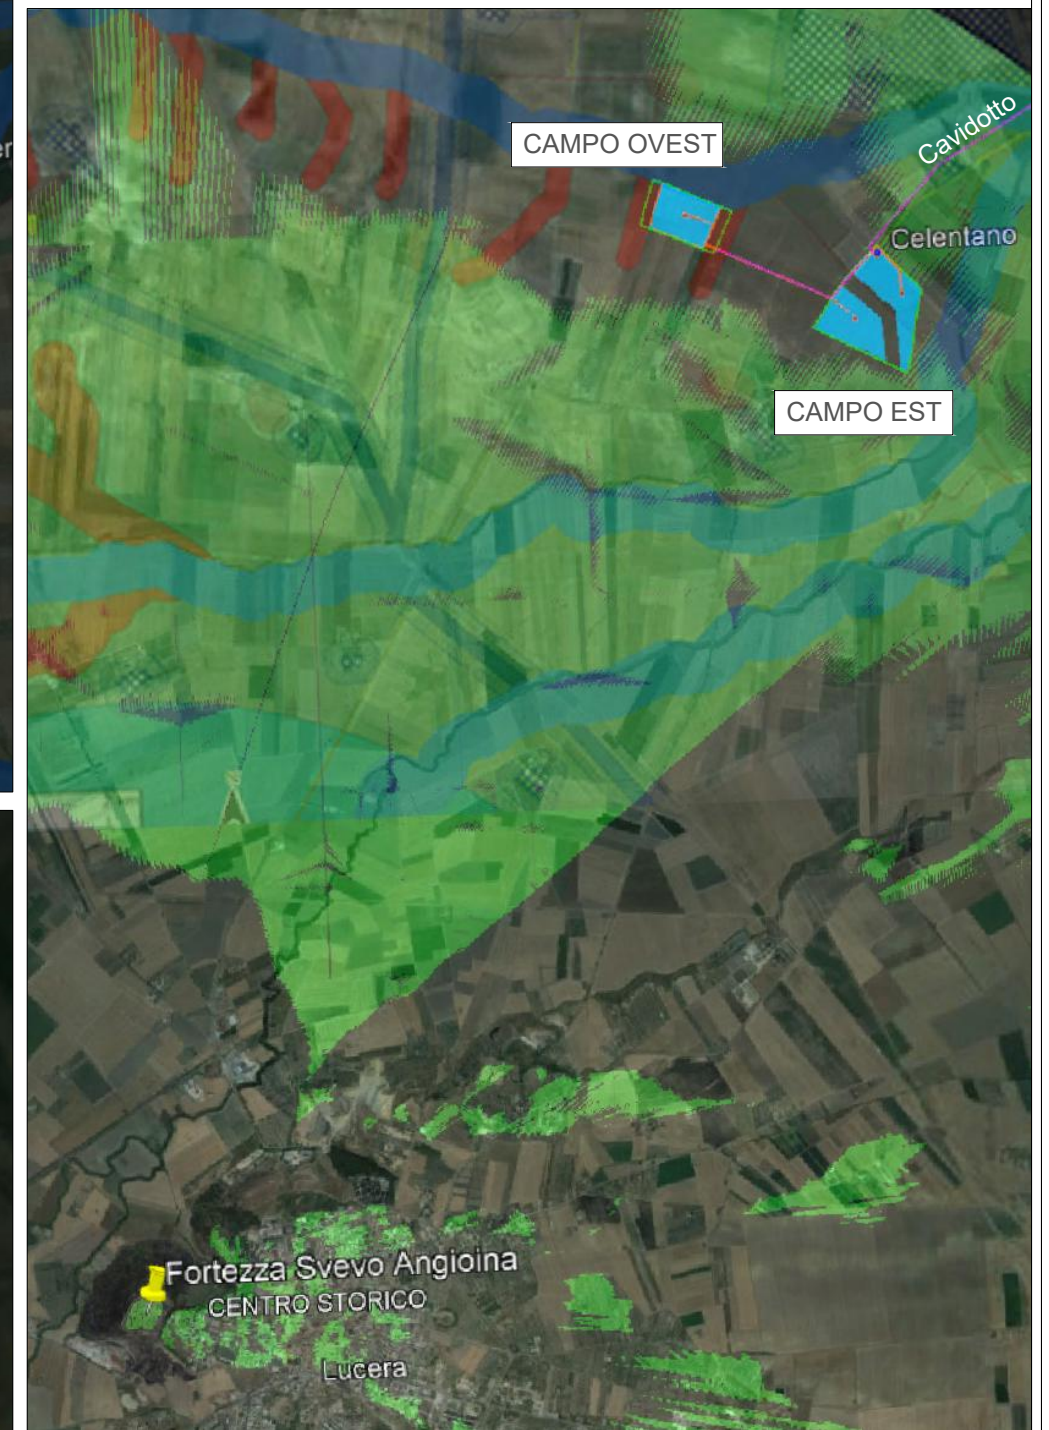 CAMPO OVEST
Cavidotto
Celentano
CAMPO EST
Fortezza Svevo Angioina
CENTRO STORICO
Lucera